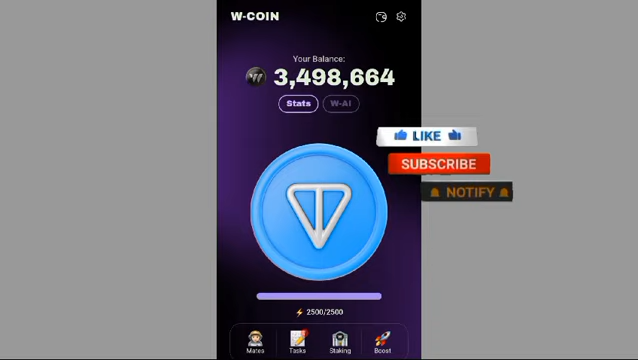 W-COIN
Your Balance:
3,498,664
Stats
W-AI
LIKE
SUBSCRIBE
NOTIFY
2500/2500
Mates
Tasks
Staking
Boost